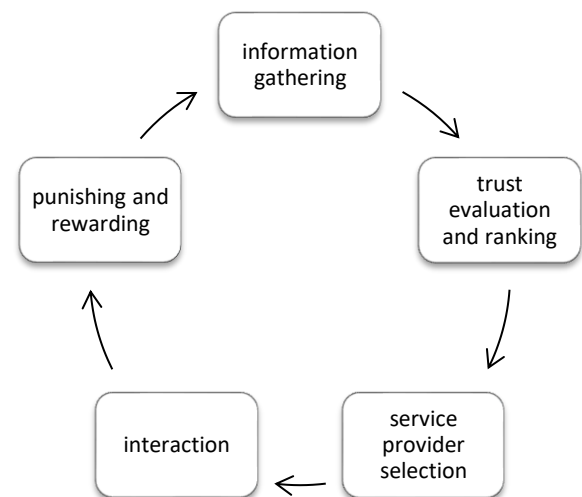 information
gathering
trust
evaluation
and ranking
service
provider
selection
interaction
punishing and
rewarding